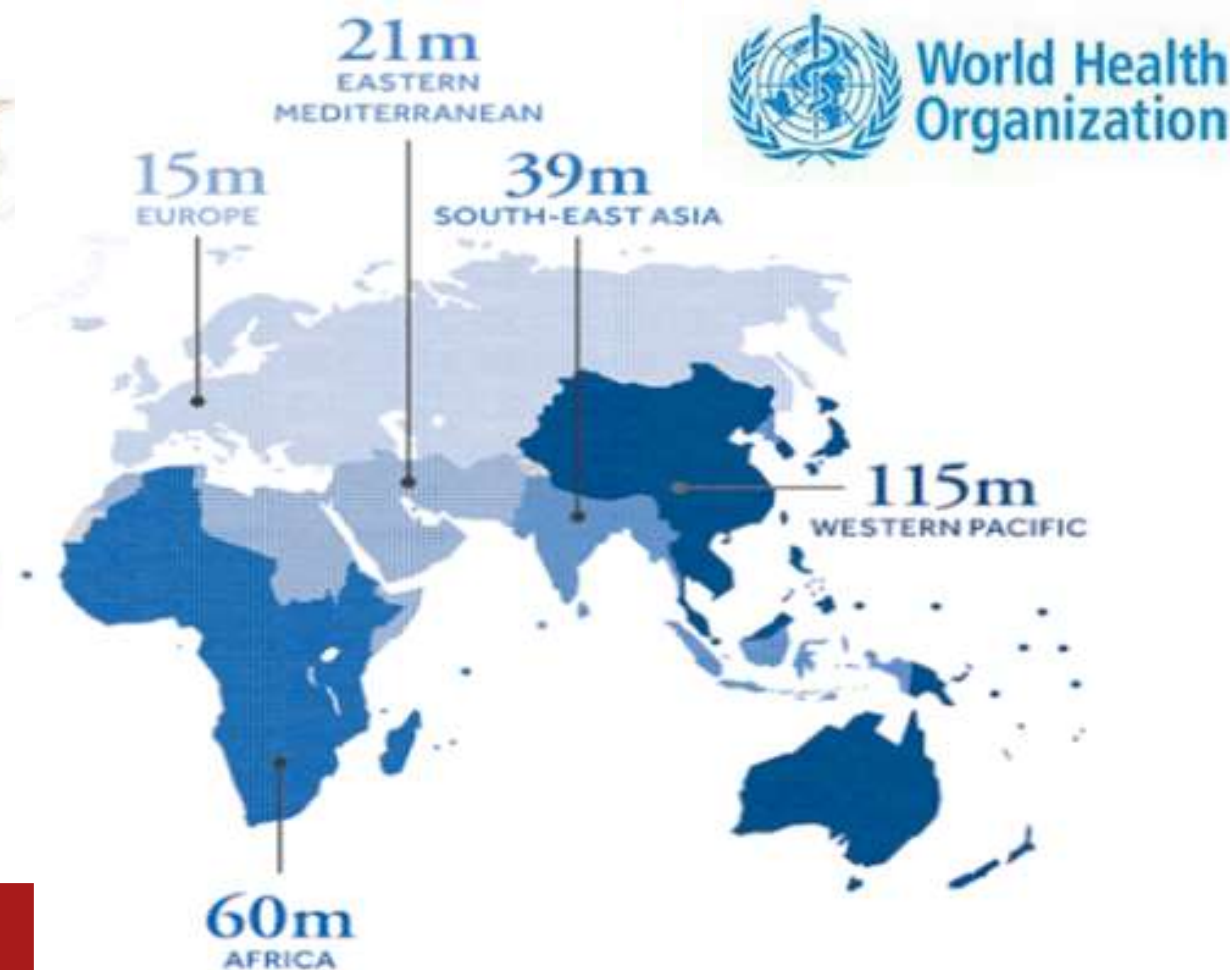 21m
EASTERN
MEDITERRANEAN
World Health
Organization
15m
EUROPE
39m
SOUTH-EAST ASIA
115m
WESTERN PACIFIC
60m
AFRICA